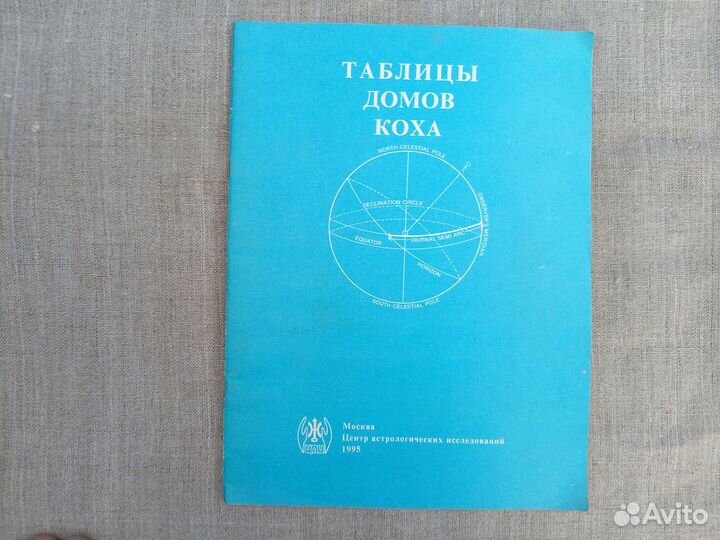 ТАБЛИЦЫ
ДОМОВ
КОХА
NORTH CELESTIAL POLE
DECLINATION CIRCLE
OBSERVER'S MERIDIAN
EQUATOR
DIURNAL SEMI-ARC
HORIZON
SOUTH CELESTIAL POLE
ЦАИ
Москва
Центр астрологических исследований
1995
Avito